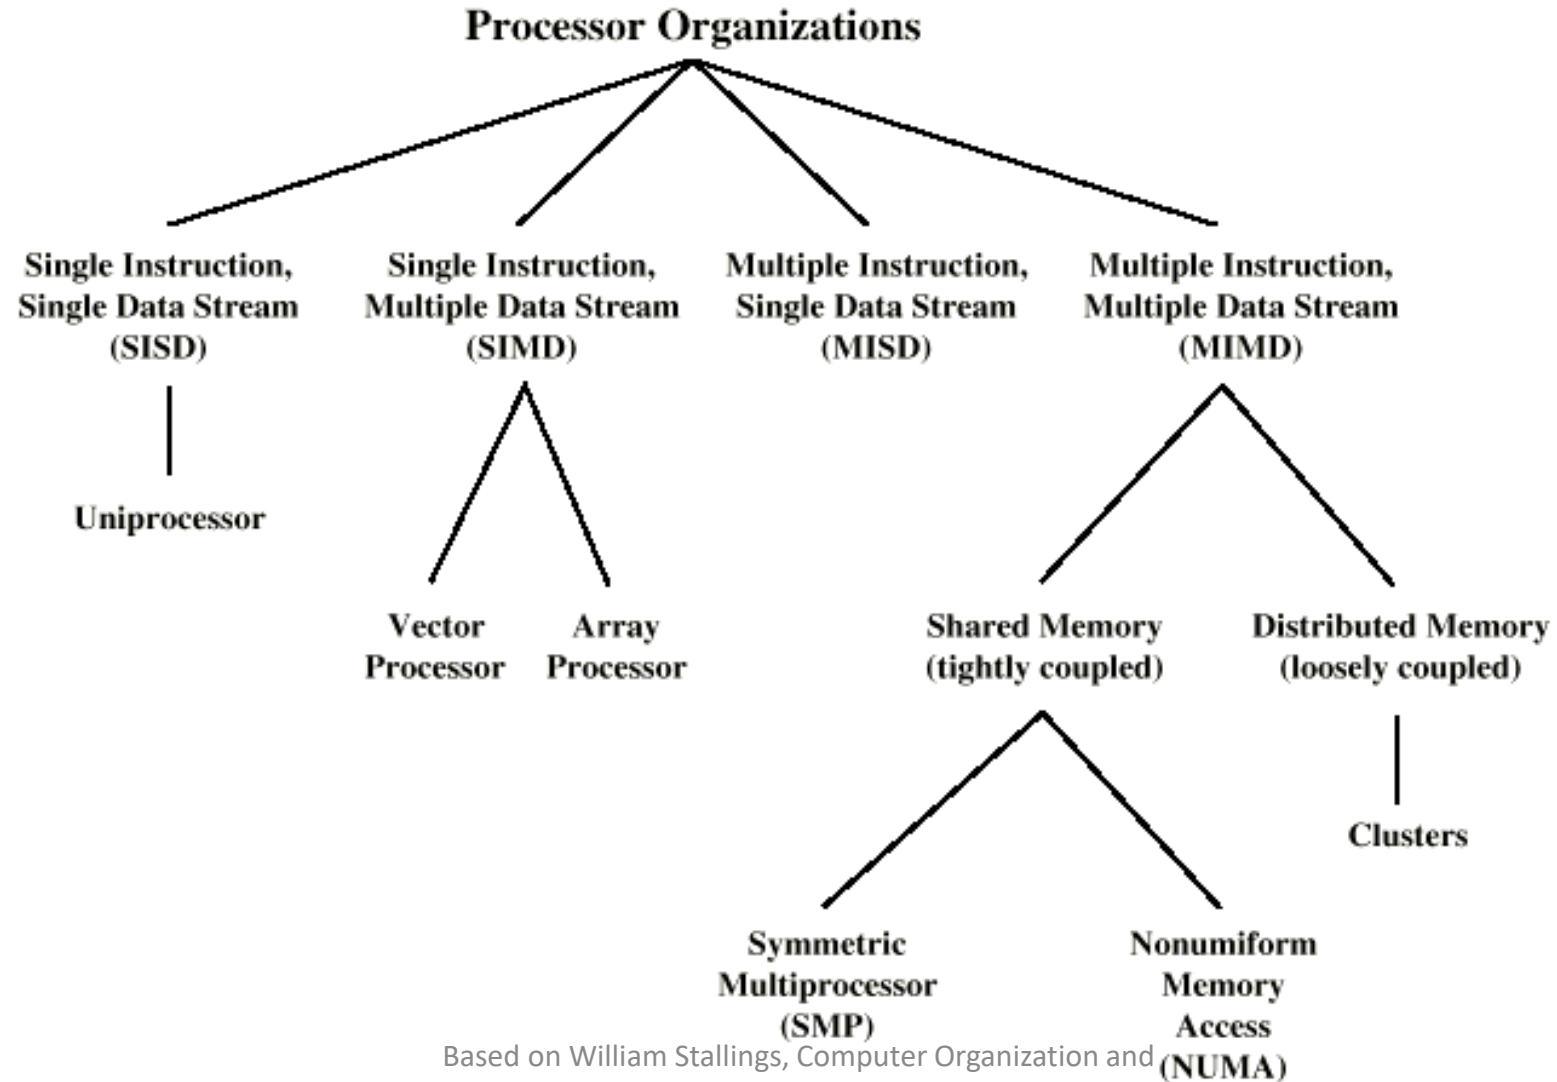 Processor Organizations
Single Instruction,
Single Data Stream
(SISD)
Single Instruction,
Multiple Data Stream
(SIMD)
Multiple Instruction,
Single Data Stream
(MISD)
Multiple Instruction,
Multiple Data Stream
(MIMD)
Uniprocessor
Vector
Processor
Array
Processor
Shared Memory
(tightly coupled)
Distributed Memory
(loosely coupled)
Clusters
Symmetric
Multiprocessor
(SMP)
Nonumiform
Memory
Access
(NUMA)
Based on William Stallings, Computer Organization and